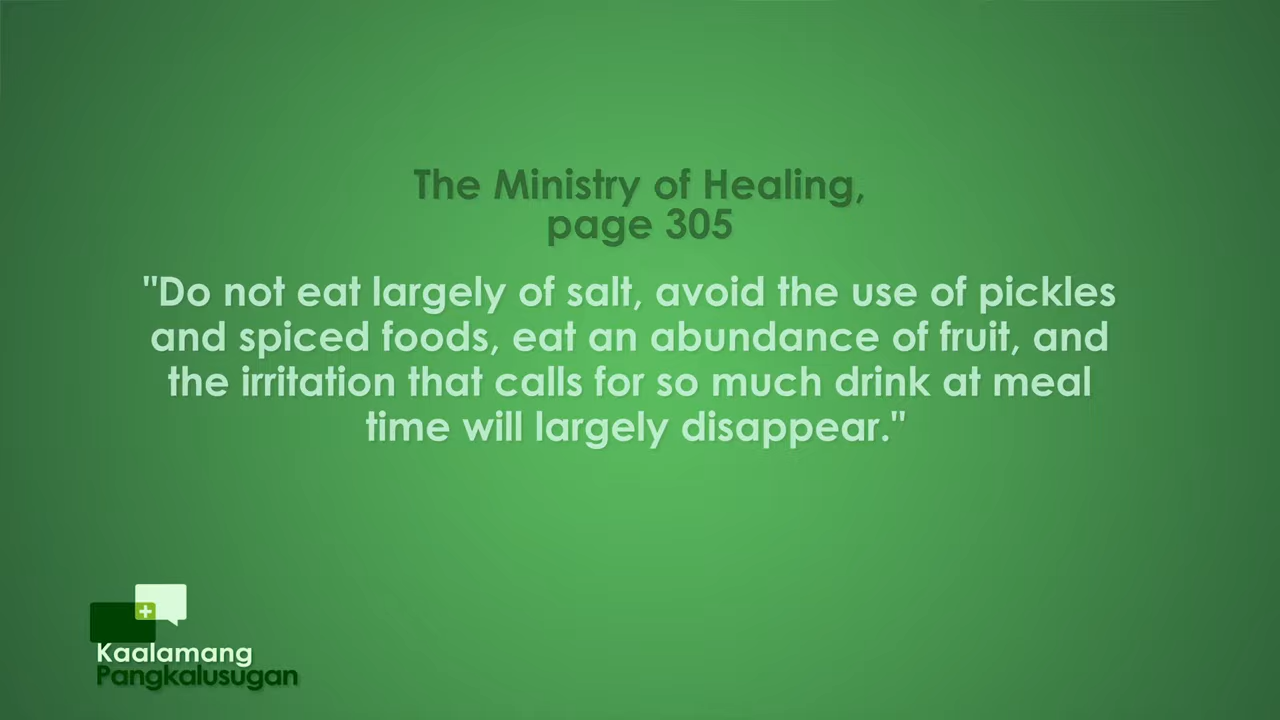 The Ministry of Healing,
page 305
"Do not eat largely of salt, avoid the use of pickles
and spiced foods, eat an abundance of fruit, and
the irritation that calls for so much drink at meal
time will largely disappear."
Kaalamang
Pangkalusugan